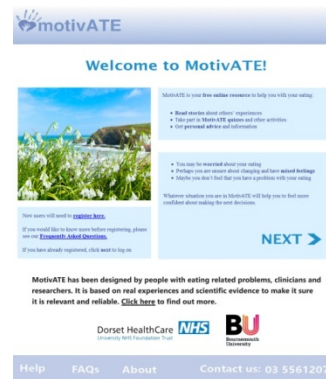 motivATE
Welcome to MotivATE!
MotivATE is your free online resource to help you with your eating:
Read stories about others' experiences
Take part in MotivATE quizzes and other activities
Get personal advice and information
You may be worried about your eating
Perhaps you are unsure about changing and have mixed feelings
Maybe you don't feel that you have a problem with your eating
Whatever situation you are in MotivATE will help you to feel more
confident about making the next decisions.
New users will need to register here.
If you would like to know more before registering, please
see our Frequently Asked Questions.
If you have already registered, click next to log on
NEXT
MotivATE has been designed by people with eating related problems, clinicians and
researchers. It is based on real experiences and scientific evidence to make it sure
it is relevant and reliable. Click here to find out more.
Dorset HealthCare NHS
University NHS Foundation Trust
BU
Bournemouth
University
Help FAQs About Contact us: 03 5561207